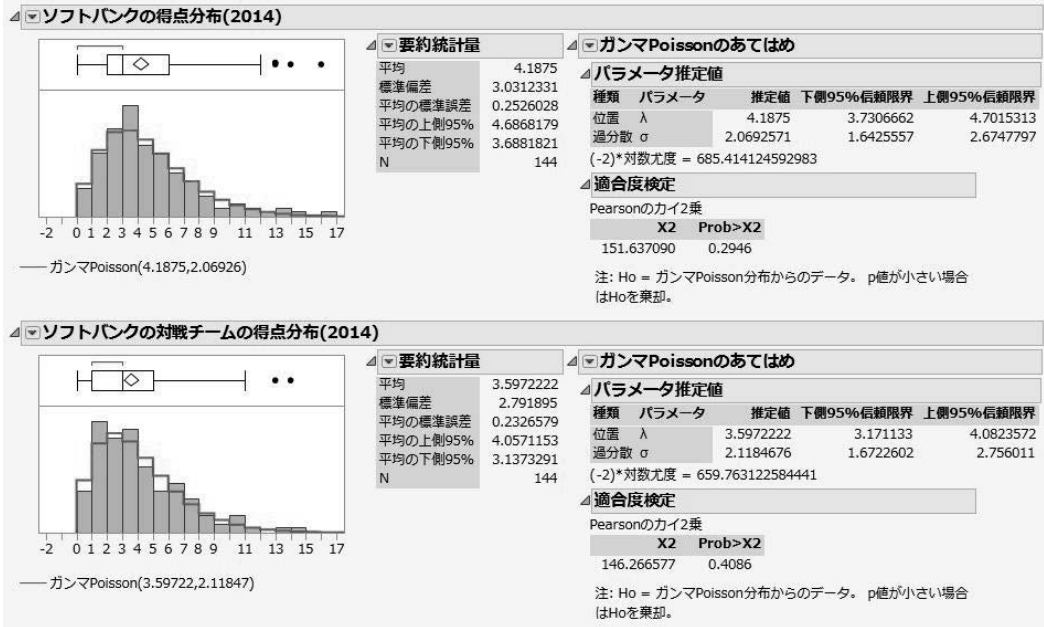 ソフトバンクの得点分布(2014)
-2 0 1 2 3 4 5 6 7 8 9 11 13 15 17
ガンマPoisson(4.1875,2.06926)
要約統計量
平均 4.1875
標準偏差 3.0312331
平均の標準誤差 0.2526028
平均の上側95% 4.6868179
平均の下側95% 3.6881821
N 144
ガンマPoissonのあてはめ
パラメータ推定値
種類 パラメータ 推定値 下側95%信頼限界 上側95%信頼限界
位置 λ 4.1875 3.7306662 4.7015313
過分散 σ 2.0692571 1.6425557 2.6747797
(-2)*対数尤度 = 685.414124592983
適合度検定
Pearsonのカイ2乗
X2 Prob>X2
151.637090 0.2946
注: Ho = ガンマPoisson分布からのデータ。 p値が小さい場合
はHoを棄却。
ソフトバンクの対戦チームの得点分布(2014)
-2 0 1 2 3 4 5 6 7 8 9 11 13 15 17
ガンマPoisson(3.59722,2.11847)
要約統計量
平均 3.5972222
標準偏差 2.791895
平均の標準誤差 0.2326579
平均の上側95% 4.0571153
平均の下側95% 3.1373291
N 144
ガンマPoissonのあてはめ
パラメータ推定値
種類 パラメータ 推定値 下側95%信頼限界 上側95%信頼限界
位置 λ 3.5972222 3.171133 4.0823572
過分散 σ 2.1184676 1.6722602 2.756011
(-2)*対数尤度 = 659.763122584441
適合度検定
Pearsonのカイ2乗
X2 Prob>X2
146.266577 0.4086
注: Ho = ガンマPoisson分布からのデータ。 p値が小さい場合
はHoを棄却。